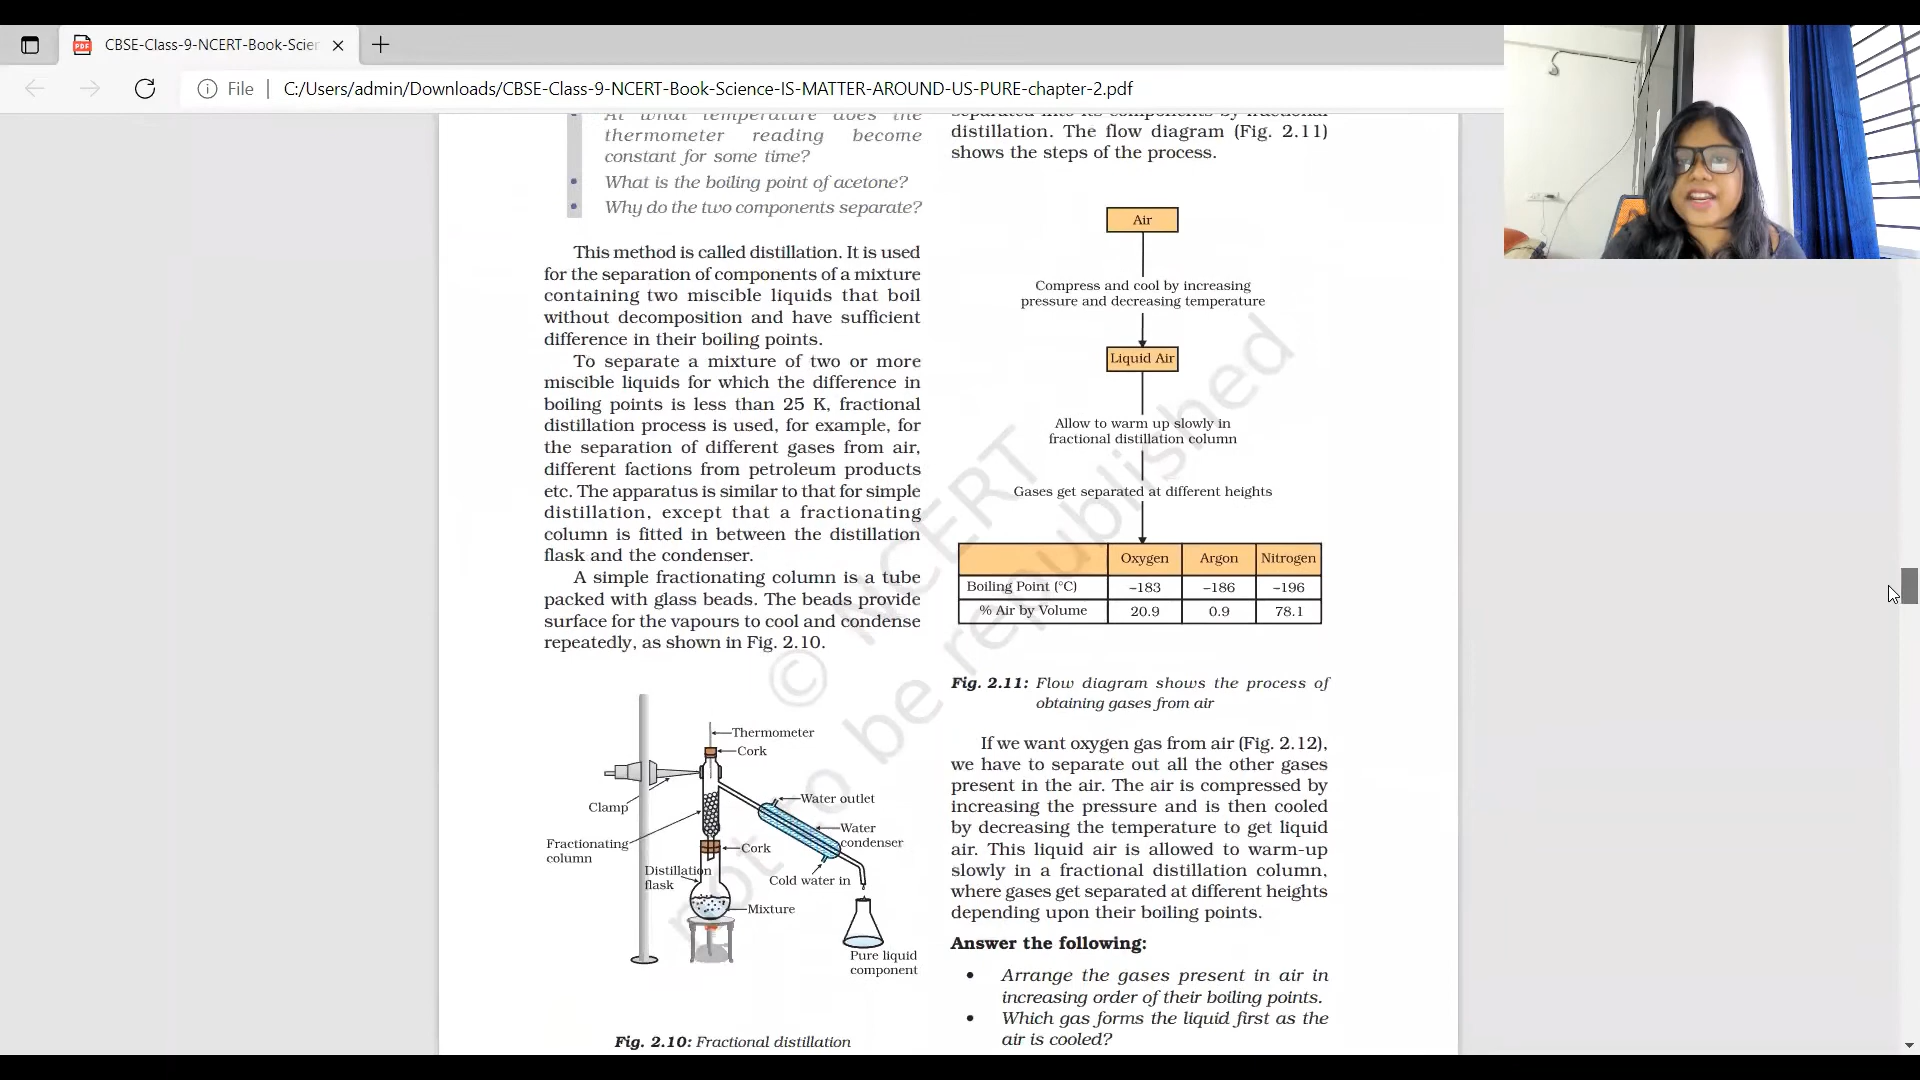 CBSE-Class-9-NCERT-Book-Scier
File
C:/Users/admin/Downloads/CBSE-Class-9-NCERT-Book-Science-IS-MATTER-AROUND-US-PURE-chapter-2.pdf
• At what temperature does the
thermometer reading become
constant for some time?
• What is the boiling point of acetone?
• Why do the two components separate?
This method is called distillation. It is used
for the separation of components of a mixture
containing two miscible liquids that boil
without decomposition and have sufficient
difference in their boiling points.
To separate a mixture of two or more
miscible liquids for which the difference in
boiling points is less than 25 K, fractional
distillation process is used, for example, for
the separation of different gases from air,
different factions from petroleum products
etc. The apparatus is similar to that for simple
distillation, except that a fractionating
column is fitted in between the distillation
flask and the condenser.
A simple fractionating column is a tube
packed with glass beads. The beads provide
surface for the vapours to cool and condense
repeatedly, as shown in Fig. 2.10.
Thermometer
Cork
Clamp
Water outlet
Water
condenser
Fractionating
column
Cork
Distillation
flask
Cold water in
Mixture
Pure liquid
component
Fig. 2.10: Fractional distillation
separated into its components by fractional
distillation. The flow diagram (Fig. 2.11)
shows the steps of the process.
Air
Compress and cool by increasing
pressure and decreasing temperature
Liquid Air
Allow to warm up slowly in
fractional distillation column
Gases get separated at different heights
Oxygen Argon Nitrogen
Boiling Point (°C) –183 –186 –196
% Air by Volume 20.9 0.9 78.1
Fig. 2.11: Flow diagram shows the process of
obtaining gases from air
If we want oxygen gas from air (Fig. 2.12),
we have to separate out all the other gases
present in the air. The air is compressed by
increasing the pressure and is then cooled
by decreasing the temperature to get liquid
air. This liquid air is allowed to warm-up
slowly in a fractional distillation column,
where gases get separated at different heights
depending upon their boiling points.
Answer the following:
• Arrange the gases present in air in
increasing order of their boiling points.
• Which gas forms the liquid first as the
air is cooled?
© NCERT
not to be republished